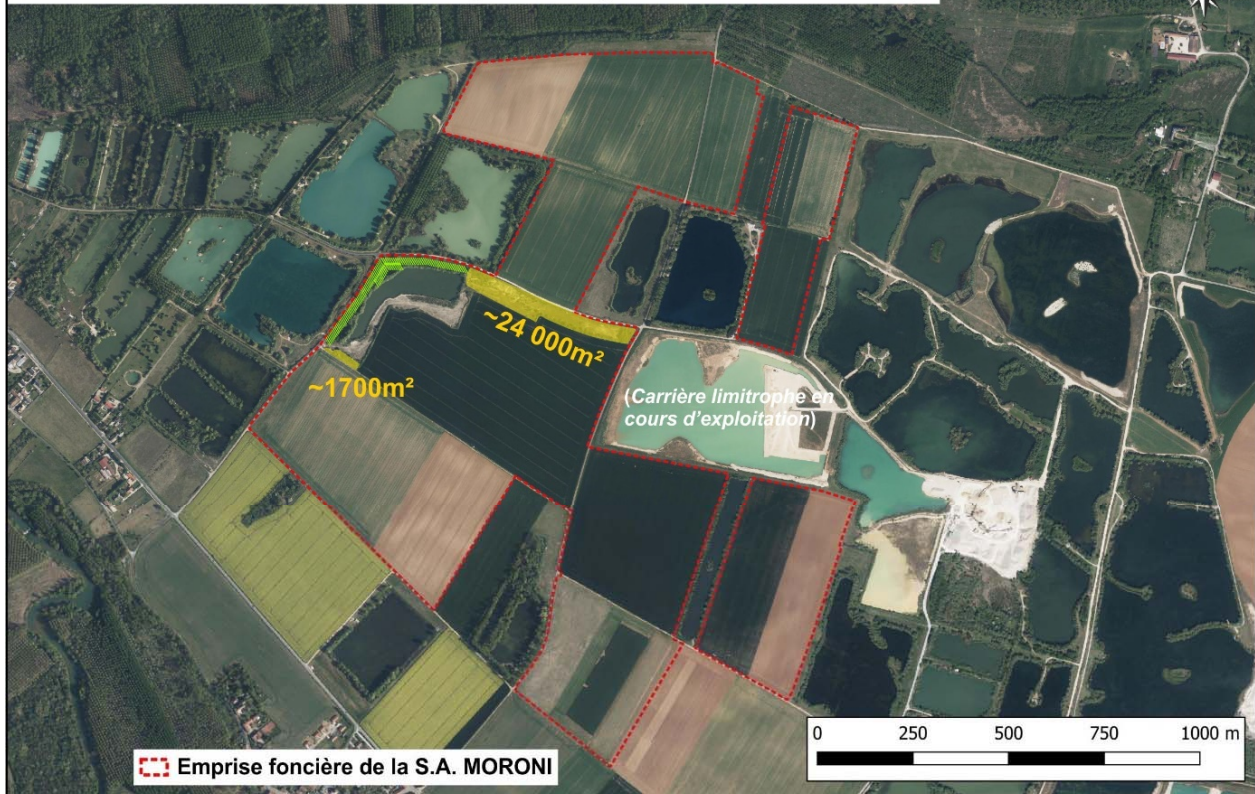 ~24 000m²
~1700m²
(Carrière limitrophe en
cours d'exploitation)
0 250 500 750 1000 m
Emprise foncière de la S.A. MORONI